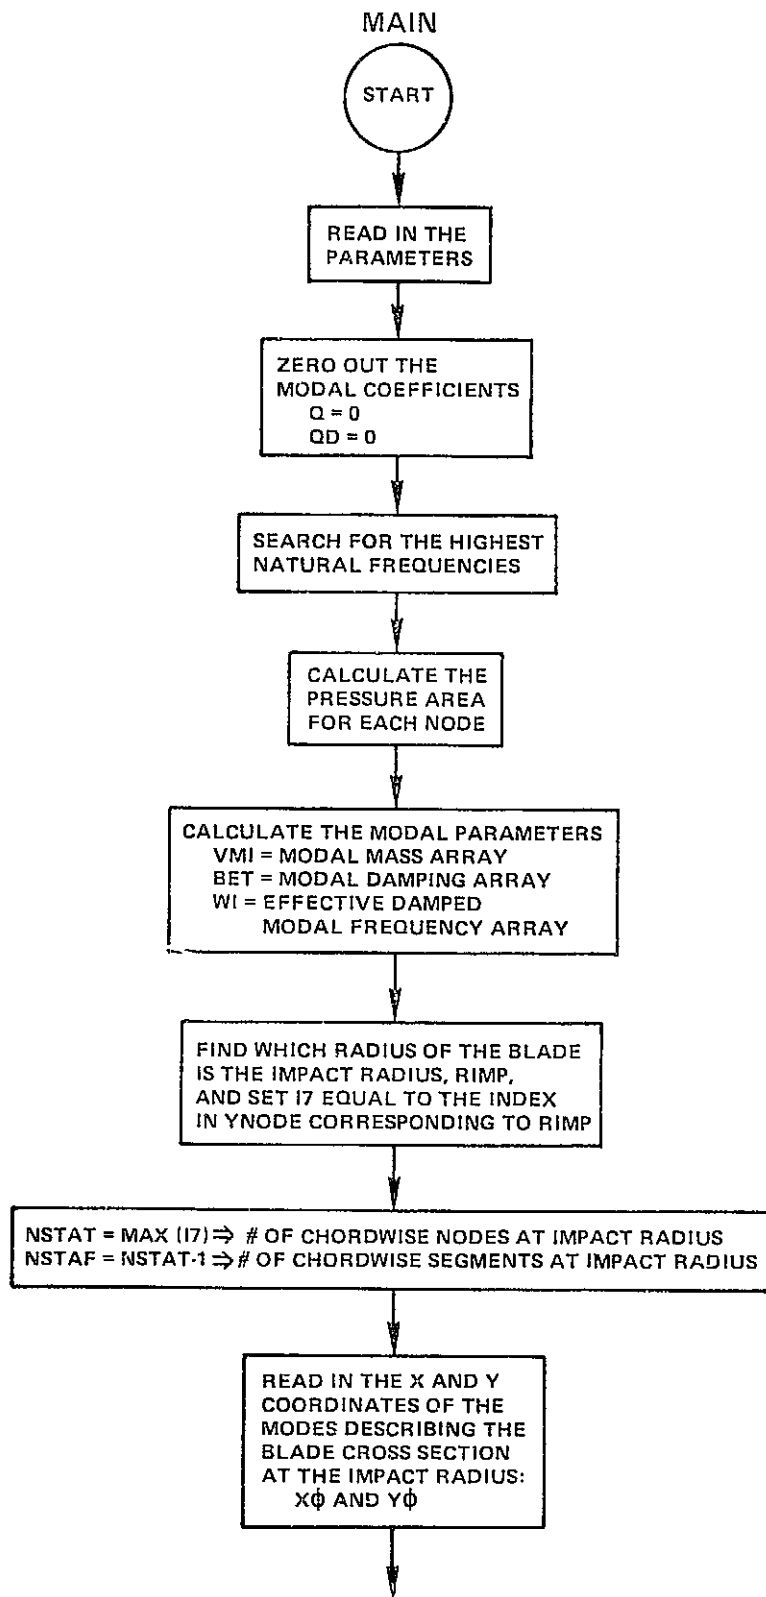 MAIN
START
READ IN THE
PARAMETERS
ZERO OUT THE
MODAL COEFFICIENTS
Q = 0
QD = 0
SEARCH FOR THE HIGHEST
NATURAL FREQUENCIES
CALCULATE THE
PRESSURE AREA
FOR EACH NODE
CALCULATE THE MODAL PARAMETERS
VMI = MODAL MASS ARRAY
BET = MODAL DAMPING ARRAY
WI = EFFECTIVE DAMPED
MODAL FREQUENCY ARRAY
FIND WHICH RADIUS OF THE BLADE
IS THE IMPACT RADIUS, RIMP,
AND SET I7 EQUAL TO THE INDEX
IN YNODE CORRESPONDING TO RIMP
NSTAT = MAX (I7) ⇒ # OF CHORDWISE NODES AT IMPACT RADIUS
NSTAF = NSTAT-1 ⇒ # OF CHORDWISE SEGMENTS AT IMPACT RADIUS
READ IN THE X AND Y
COORDINATES OF THE
MODES DESCRIBING THE
BLADE CROSS SECTION
AT THE IMPACT RADIUS:
Xϕ AND Yϕ